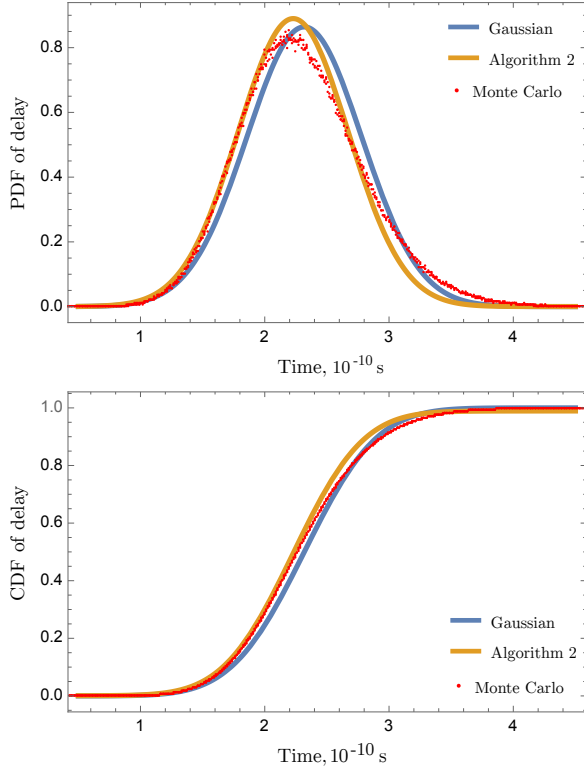 0.8
0.6
0.4
0.2
0.0
PDF of delay
Gaussian
Algorithm 2
Monte Carlo
1 2 3 4
Time, 10⁻¹⁰ s
1.0
0.8
0.6
0.4
0.2
0.0
CDF of delay
Gaussian
Algorithm 2
Monte Carlo
1 2 3 4
Time, 10⁻¹⁰ s